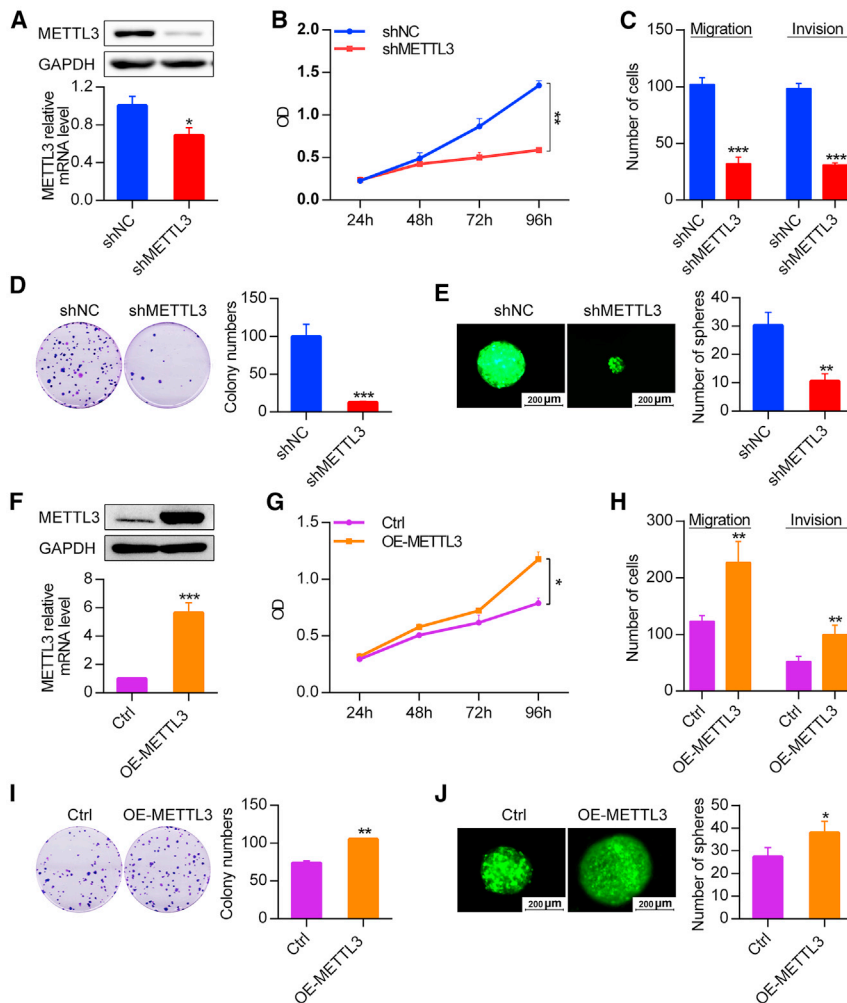 A
METTL3
GAPDH
METTL3 relative
mRNA level
1.2
0.8
0.4
0.0
*
shNC
shMETTL3
B
shNC
shMETTL3
OD
2.0
1.5
1.0
0.5
0.0
**
24h 48h 72h 96h
C
Migration Invision
Number of cells
150
100
50
0
*** ***
shNC
shMETTL3
shNC
shMETTL3
D
shNC shMETTL3
Colony numbers
150
100
50
25
0
***
shNC
shMETTL3
E
shNC shMETTL3
200 μm 200 μm
Number of spheres
40
30
20
10
0
**
shNC
shMETTL3
F
METTL3
GAPDH
METTL3 relative
mRNA level
8
6
4
2
0
***
Ctrl
OE-METTL3
G
Ctrl
OE-METTL3
OD
1.5
1.0
0.5
0.0
*
24h 48h 72h 96h
H
Migration Invision
Number of cells
300
200
100
0
** **
Ctrl
OE-METTL3
Ctrl
OE-METTL3
I
Ctrl OE-METTL3
Colony numbers
150
100
50
0
**
Ctrl
OE-METTL3
J
Ctrl OE-METTL3
200 μm 200 μm
Number of spheres
50
40
30
20
10
0
*
Ctrl
OE-METTL3